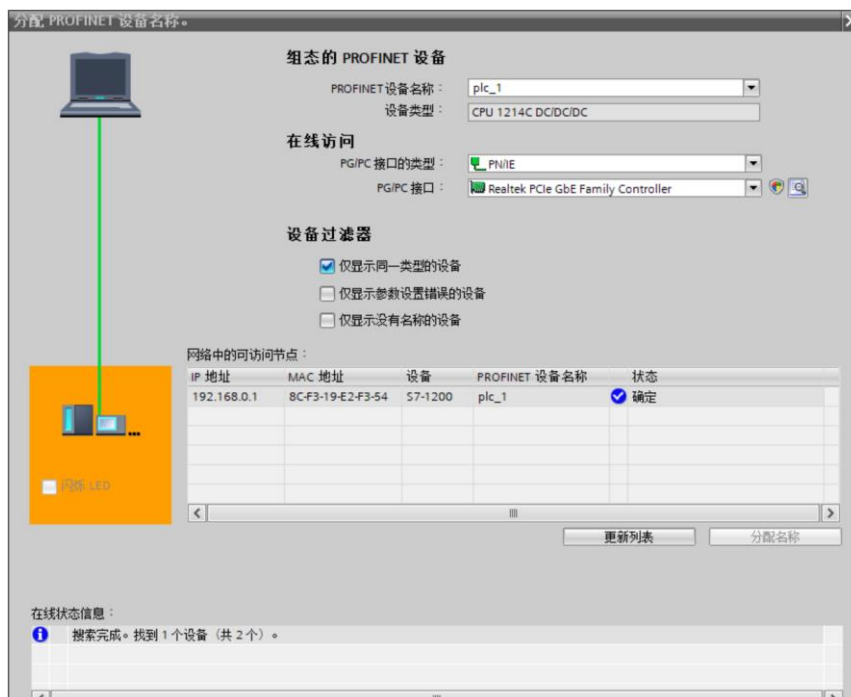 分配 PROFINET 设备名称。
组态的 PROFINET 设备
PROFINET 设备名称： plc_1
设备类型： CPU 1214C DC/DC/DC
在线访问
PG/PC 接口的类型： PN/IE
PG/PC 接口： Realtek PCIe GbE Family Controller
设备过滤器
仅显示同一类型的设备
仅显示参数设置错误的设备
仅显示没有名称的设备
网络中的可访问节点：
IP 地址 MAC 地址 设备 PROFINET 设备名称 状态
192.168.0.1 8C-F3-19-E2-F3-54 S7-1200 plc_1 确定
闪烁 LED
更新列表 分配名称
在线状态信息：
搜索完成。找到 1 个设备（共 2 个）。